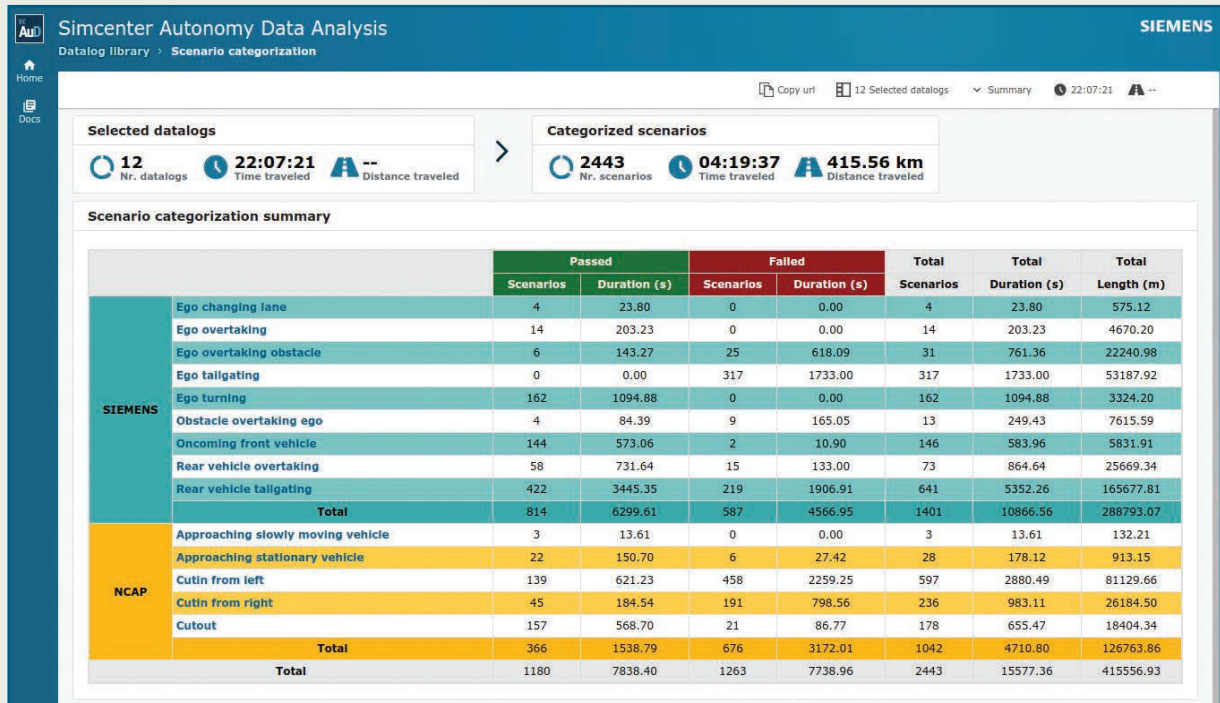 Simcenter Autonomy Data Analysis
SIEMENS
AuD
Datalog library > Scenario categorization
Home
Docs
Copy url 12 Selected datalogs Summary 22:07:21 --
Selected datalogs
12 22:07:21 --
Nr. datalogs Time traveled Distance traveled
Categorized scenarios
2443 04:19:37 415.56 km
Nr. scenarios Time traveled Distance traveled
Scenario categorization summary
Passed Failed Total Total Total
Scenarios Duration (s) Scenarios Duration (s) Scenarios Duration (s) Length (m)
SIEMENS
Ego changing lane 4 23.80 0 0.00 4 23.80 575.12
Ego overtaking 14 203.23 0 0.00 14 203.23 4670.20
Ego overtaking obstacle 6 143.27 25 618.09 31 761.36 22240.98
Ego tailgating 0 0.00 317 1733.00 317 1733.00 53187.92
Ego turning 162 1094.88 0 0.00 162 1094.88 3324.20
Obstacle overtaking ego 4 84.39 9 165.05 13 249.43 7615.59
Oncoming front vehicle 144 573.06 2 10.90 146 583.96 5831.91
Rear vehicle overtaking 58 731.64 15 133.00 73 864.64 25669.34
Rear vehicle tailgating 422 3445.35 219 1906.91 641 5352.26 165677.81
Total 814 6299.61 587 4566.95 1401 10866.56 288793.07
NCAP
Approaching slowly moving vehicle 3 13.61 0 0.00 3 13.61 132.21
Approaching stationary vehicle 22 150.70 6 27.42 28 178.12 913.15
Cutin from left 139 621.23 458 2259.25 597 2880.49 81129.66
Cutin from right 45 184.54 191 798.56 236 983.11 26184.50
Cutout 157 568.70 21 86.77 178 655.47 18404.34
Total 366 1538.79 676 3172.01 1042 4710.80 126763.86
Total 1180 7838.40 1263 7738.96 2443 15577.36 415556.93